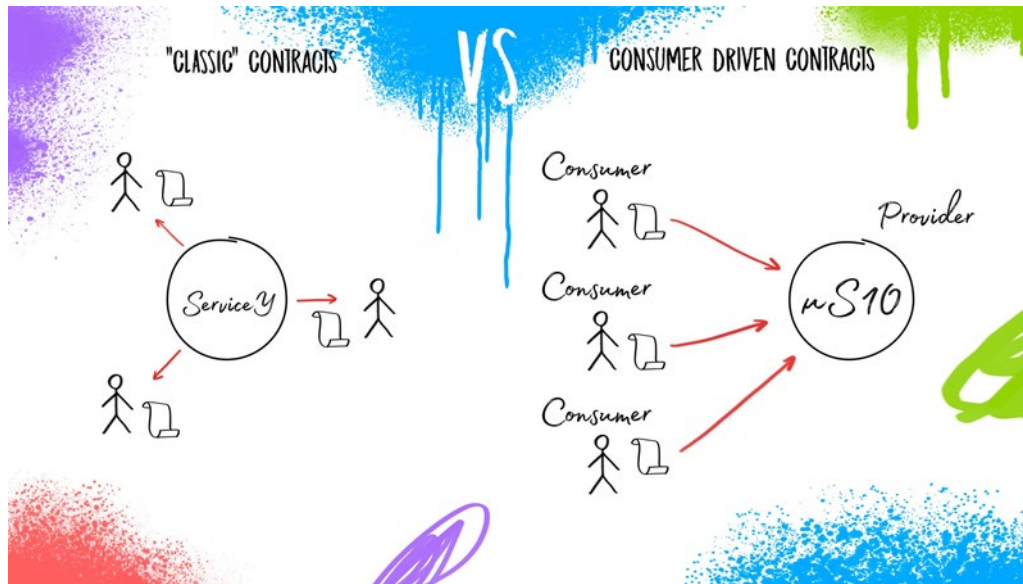 "CLASSIC" CONTRACTS
VS
CONSUMER DRIVEN CONTRACTS
Service Y
Consumer
Consumer
Consumer
Provider
μS10